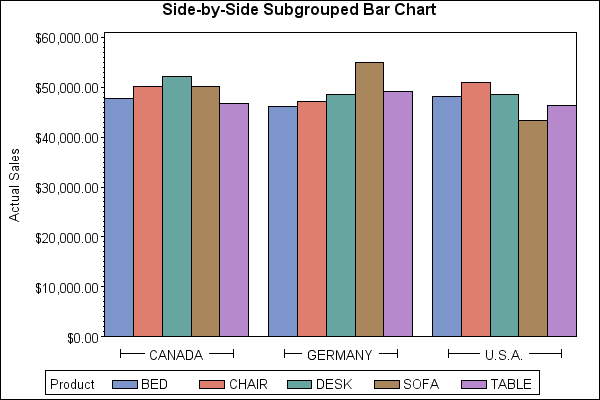 Side-by-Side Subgrouped Bar Chart
$60,000.00
$50,000.00
$40,000.00
$30,000.00
$20,000.00
$10,000.00
$0.00
Actual Sales
CANADA GERMANY U.S.A.
Product BED CHAIR DESK SOFA TABLE